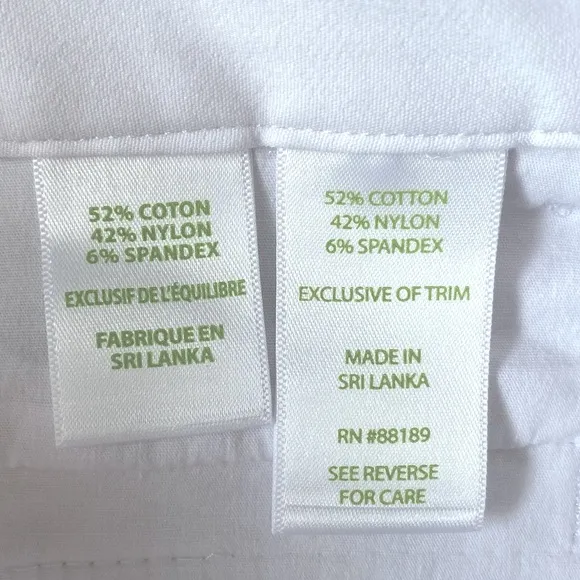 52% COTON
42% NYLON
6% SPANDEX
EXCLUSIF DE L'ÉQUILIBRE
FABRIQUE EN
SRI LANKA
52% COTTON
42% NYLON
6% SPANDEX
EXCLUSIVE OF TRIM
MADE IN
SRI LANKA
RN #88189
SEE REVERSE
FOR CARE